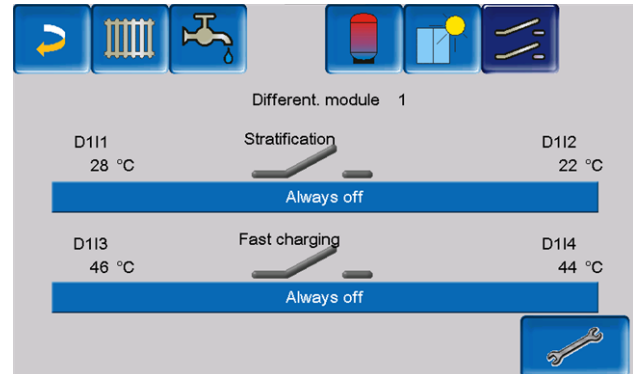 Different. module 1
D1I1 Stratification D1I2
28 °C 22 °C
Always off
D1I3 Fast charging D1I4
46 °C 44 °C
Always off